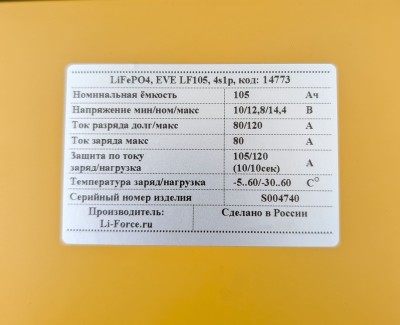 LiFePO4, EVE LF105, 4s1p, код: 14773
Номинальная ёмкость 105 Ач
Напряжение мин/ном/макс 10/12,8/14,4 В
Ток разряда долг/макс 80/120 А
Ток заряда макс 80 А
Защита по току заряд/нагрузка 105/120 (10/10сек) А
Температура заряд/нагрузка -5..60/-30..60 C°
Серийный номер изделия S004740
Производитель: Сделано в России
Li-Force.ru